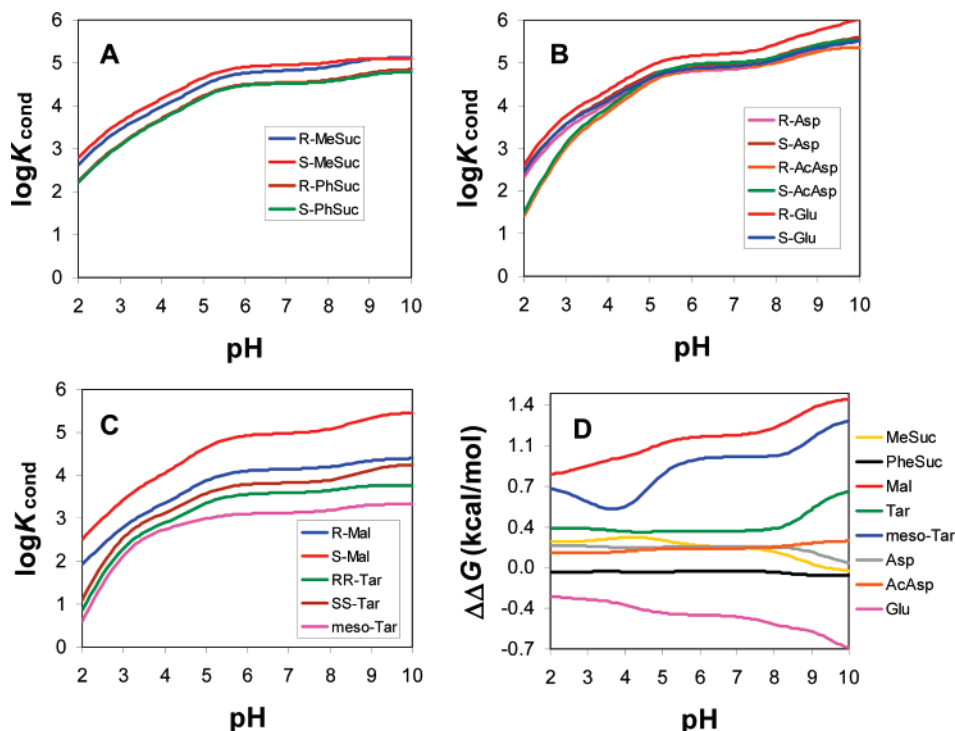 A
logKcond
6
5
4
3
2
1
0
R-MeSuc
S-MeSuc
R-PhSuc
S-PhSuc
2 3 4 5 6 7 8 9 10
pH
B
logKcond
6
5
4
3
2
1
0
R-Asp
S-Asp
R-AcAsp
S-AcAsp
R-Glu
S-Glu
2 3 4 5 6 7 8 9 10
pH
C
logKcond
6
5
4
3
2
1
0
R-Mal
S-Mal
RR-Tar
SS-Tar
meso-Tar
2 3 4 5 6 7 8 9 10
pH
D
ΔΔG (kcal/mol)
1.4
1.1
0.7
0.4
0.0
-0.4
-0.7
MeSuc
PheSuc
Mal
Tar
meso-Tar
Asp
AcAsp
Glu
2 3 4 5 6 7 8 9 10
pH